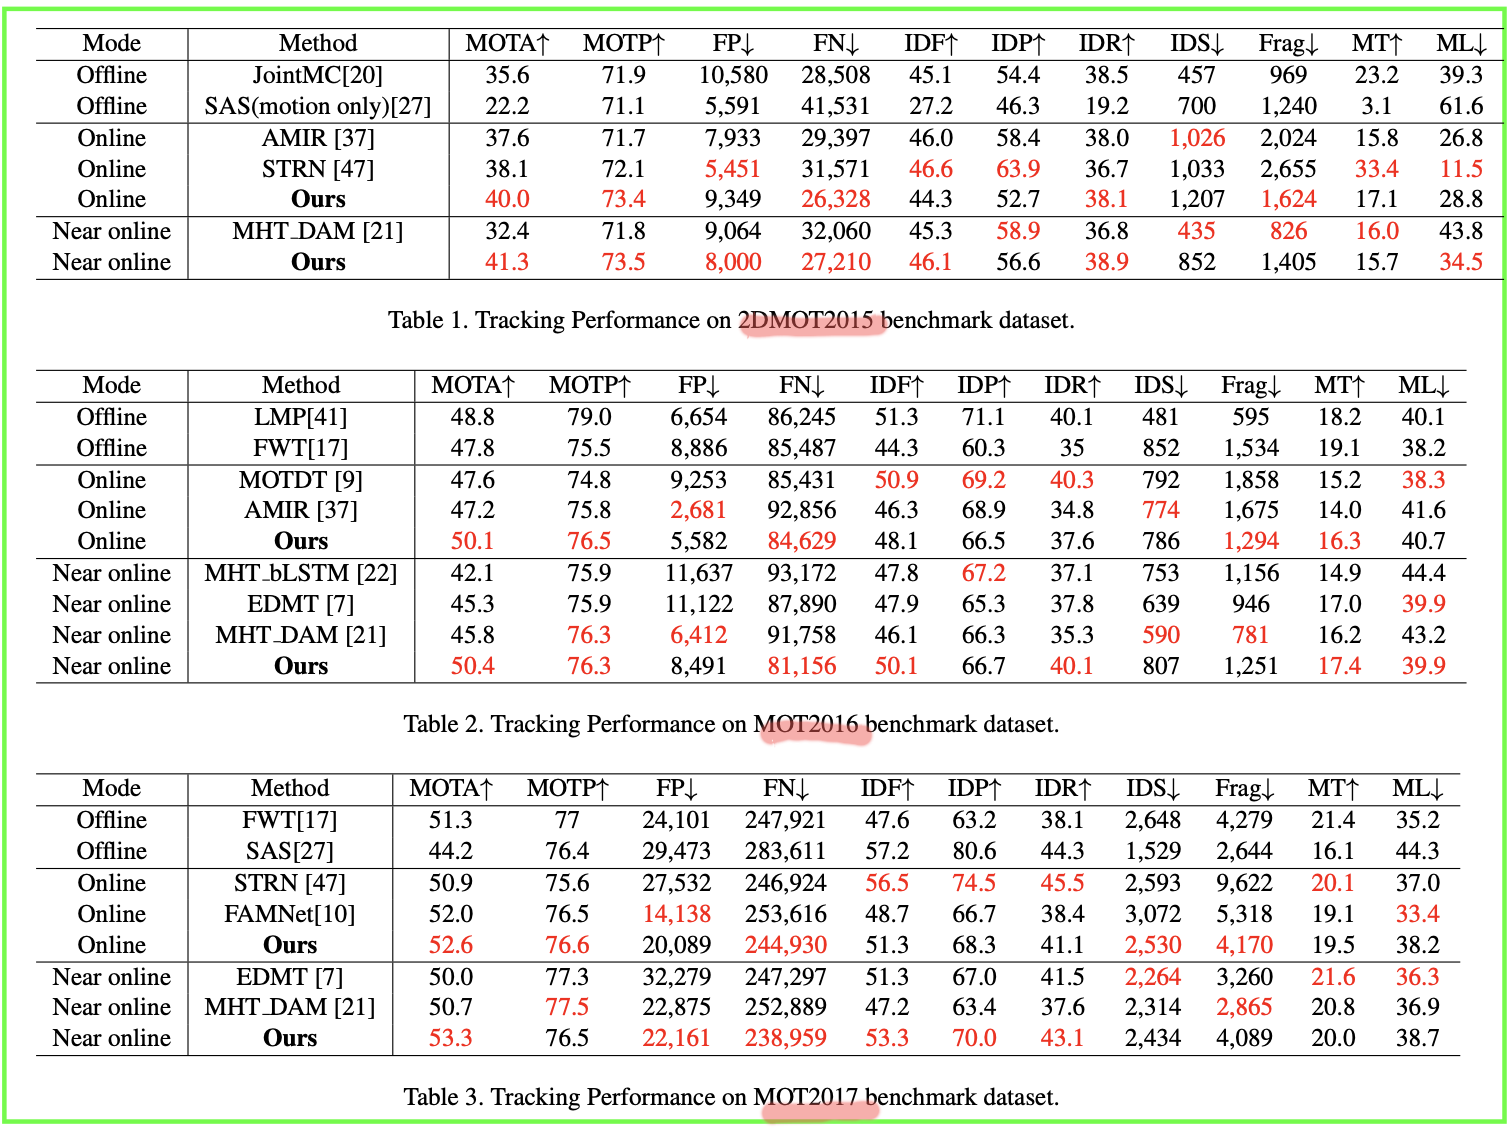 Mode Method MOTA↑ MOTP↑ FP↓ FN↓ IDF↑ IDP↑ IDR↑ IDS↓ Frag↓ MT↑ ML↓
Offline JointMC[20] 35.6 71.9 10,580 28,508 45.1 54.4 38.5 457 969 23.2 39.3
Offline SAS(motion only)[27] 22.2 71.1 5,591 41,531 27.2 46.3 19.2 700 1,240 3.1 61.6
Online AMIR [37] 37.6 71.7 7,933 29,397 46.0 58.4 38.0 1,026 2,024 15.8 26.8
Online STRN [47] 38.1 72.1 5,451 31,571 46.6 63.9 36.7 1,033 2,655 33.4 11.5
Online Ours 40.0 73.4 9,349 26,328 44.3 52.7 38.1 1,207 1,624 17.1 28.8
Near online MHT_DAM [21] 32.4 71.8 9,064 32,060 45.3 58.9 36.8 435 826 16.0 43.8
Near online Ours 41.3 73.5 8,000 27,210 46.1 56.6 38.9 852 1,405 15.7 34.5
Table 1. Tracking Performance on 2DMOT2015 benchmark dataset.
Mode Method MOTA↑ MOTP↑ FP↓ FN↓ IDF↑ IDP↑ IDR↑ IDS↓ Frag↓ MT↑ ML↓
Offline LMP[41] 48.8 79.0 6,654 86,245 51.3 71.1 40.1 481 595 18.2 40.1
Offline FWT[17] 47.8 75.5 8,886 85,487 44.3 60.3 35 852 1,534 19.1 38.2
Online MOTDT [9] 47.6 74.8 9,253 85,431 50.9 69.2 40.3 792 1,858 15.2 38.3
Online AMIR [37] 47.2 75.8 2,681 92,856 46.3 68.9 34.8 774 1,675 14.0 41.6
Online Ours 50.1 76.5 5,582 84,629 48.1 66.5 37.6 786 1,294 16.3 40.7
Near online MHT_bLSTM [22] 42.1 75.9 11,637 93,172 47.8 67.2 37.1 753 1,156 14.9 44.4
Near online EDMT [7] 45.3 75.9 11,122 87,890 47.9 65.3 37.8 639 946 17.0 39.9
Near online MHT_DAM [21] 45.8 76.3 6,412 91,758 46.1 66.3 35.3 590 781 16.2 43.2
Near online Ours 50.4 76.3 8,491 81,156 50.1 66.7 40.1 807 1,251 17.4 39.9
Table 2. Tracking Performance on MOT2016 benchmark dataset.
Mode Method MOTA↑ MOTP↑ FP↓ FN↓ IDF↑ IDP↑ IDR↑ IDS↓ Frag↓ MT↑ ML↓
Offline FWT[17] 51.3 77 24,101 247,921 47.6 63.2 38.1 2,648 4,279 21.4 35.2
Offline SAS[27] 44.2 76.4 29,473 283,611 57.2 80.6 44.3 1,529 2,644 16.1 44.3
Online STRN [47] 50.9 75.6 27,532 246,924 56.5 74.5 45.5 2,593 9,622 20.1 37.0
Online FAMNet[10] 52.0 76.5 14,138 253,616 48.7 66.7 38.4 3,072 5,318 19.1 33.4
Online Ours 52.6 76.6 20,089 244,930 51.3 68.3 41.1 2,530 4,170 19.5 38.2
Near online EDMT [7] 50.0 77.3 32,279 247,297 51.3 67.0 41.5 2,264 3,260 21.6 36.3
Near online MHT_DAM [21] 50.7 77.5 22,875 252,889 47.2 63.4 37.6 2,314 2,865 20.8 36.9
Near online Ours 53.3 76.5 22,161 238,959 53.3 70.0 43.1 2,434 4,089 20.0 38.7
Table 3. Tracking Performance on MOT2017 benchmark dataset.